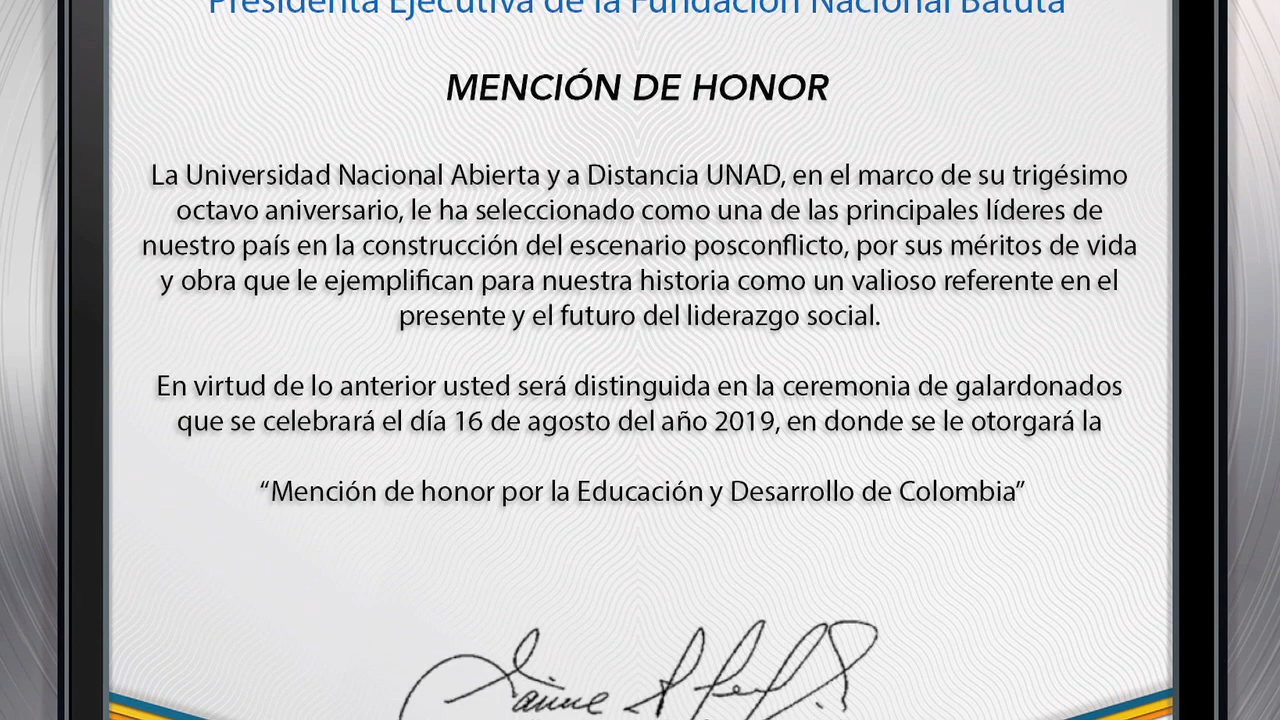 Presidenta Ejecutiva de la Fundación Nacional Batuta
MENCIÓN DE HONOR
La Universidad Nacional Abierta y a Distancia UNAD, en el marco de su trigésimo
octavo aniversario, le ha seleccionado como una de las principales líderes de
nuestro país en la construcción del escenario posconflicto, por sus méritos de vida
y obra que le ejemplifican para nuestra historia como un valioso referente en el
presente y el futuro del liderazgo social.
En virtud de lo anterior usted será distinguida en la ceremonia de galardonados
que se celebrará el día 16 de agosto del año 2019, en donde se le otorgará la
“Mención de honor por la Educación y Desarrollo de Colombia”
Jaime